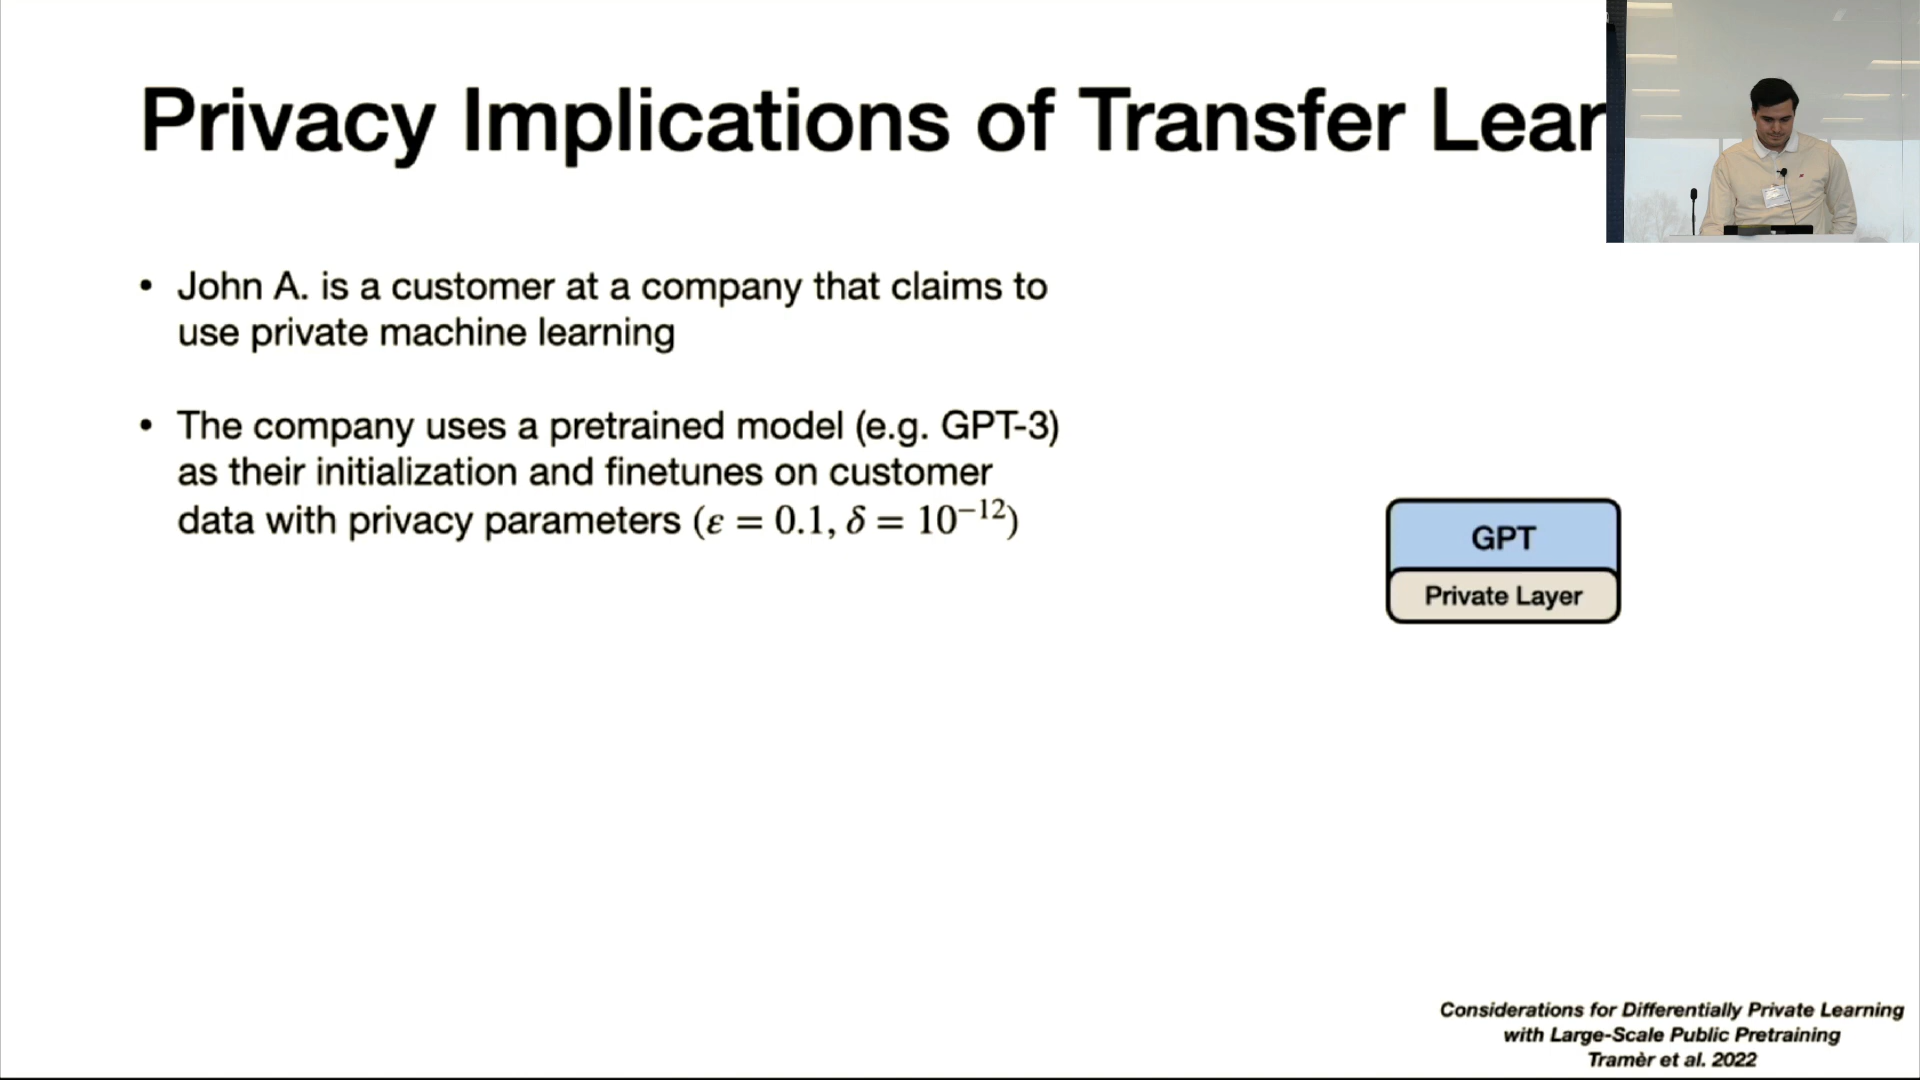 Privacy Implications of Transfer Lear
• John A. is a customer at a company that claims to
use private machine learning
• The company uses a pretrained model (e.g. GPT-3)
as their initialization and finetunes on customer
data with privacy parameters (ε = 0.1, δ = 10⁻¹²)
GPT
Private Layer
Considerations for Differentially Private Learning
with Large-Scale Public Pretraining
Tramèr et al. 2022